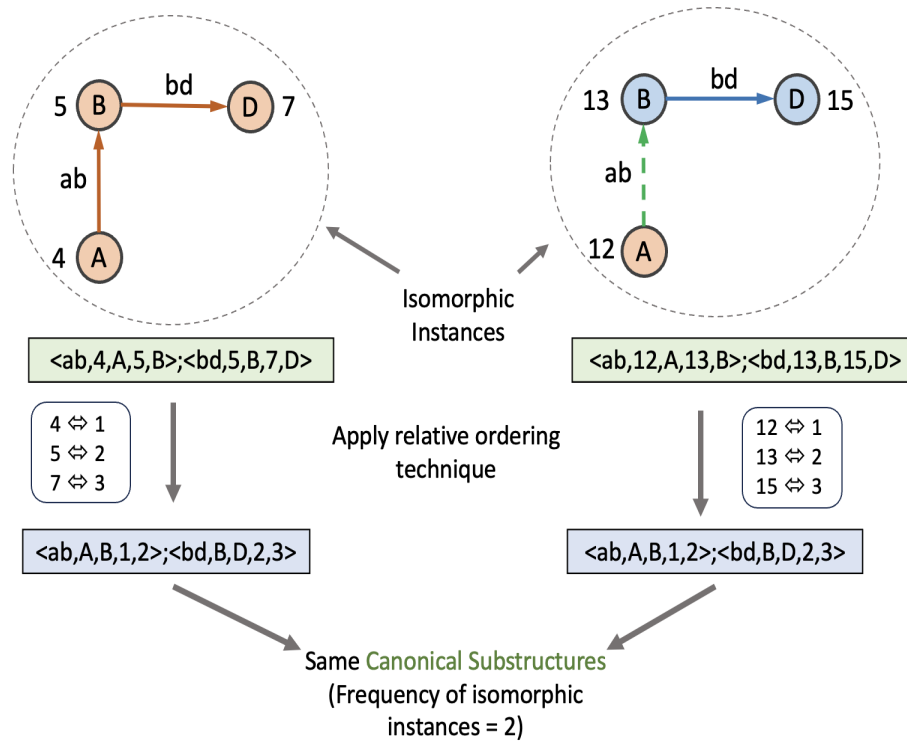 bd
5 B D 7
ab
4 A
bd
13 B D 15
ab
12 A
Isomorphic
Instances
<ab,4,A,5,B>;<bd,5,B,7,D>
<ab,12,A,13,B>;<bd,13,B,15,D>
4 ⇔ 1
5 ⇔ 2
7 ⇔ 3
Apply relative ordering
technique
12 ⇔ 1
13 ⇔ 2
15 ⇔ 3
<ab,A,B,1,2>;<bd,B,D,2,3>
<ab,A,B,1,2>;<bd,B,D,2,3>
Same Canonical Substructures
(Frequency of isomorphic
instances = 2)